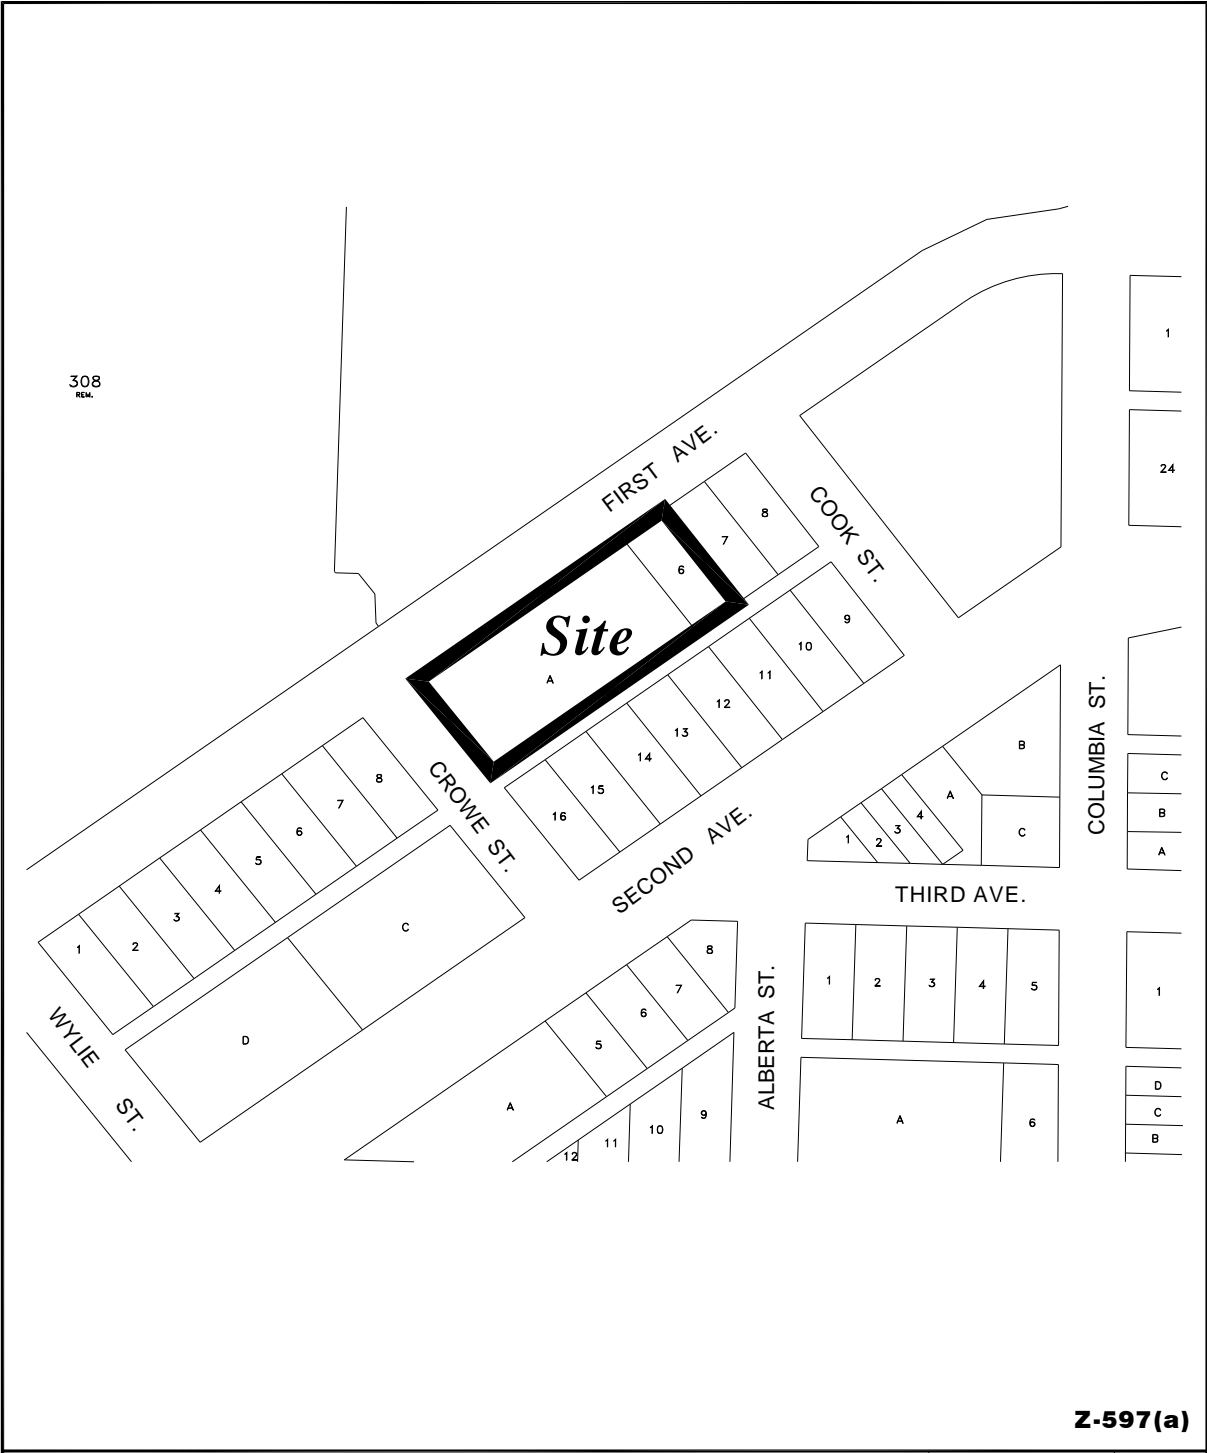 1
308
REM.
FIRST AVE.
24
COOK ST.
8
7
6
Site
A
9
10
11
12
13
14
15
16
COLUMBIA ST.
CROWE ST.
8
7
6
5
4
3
2
1
B
A
C
4
3
2
1
C
B
A
SECOND AVE.
THIRD AVE.
C
D
WYLIE ST.
8
7
6
5
A
ALBERTA ST.
1
2
3
4
5
1
9
10
11
12
A
6
D
C
B
Z-597(a)